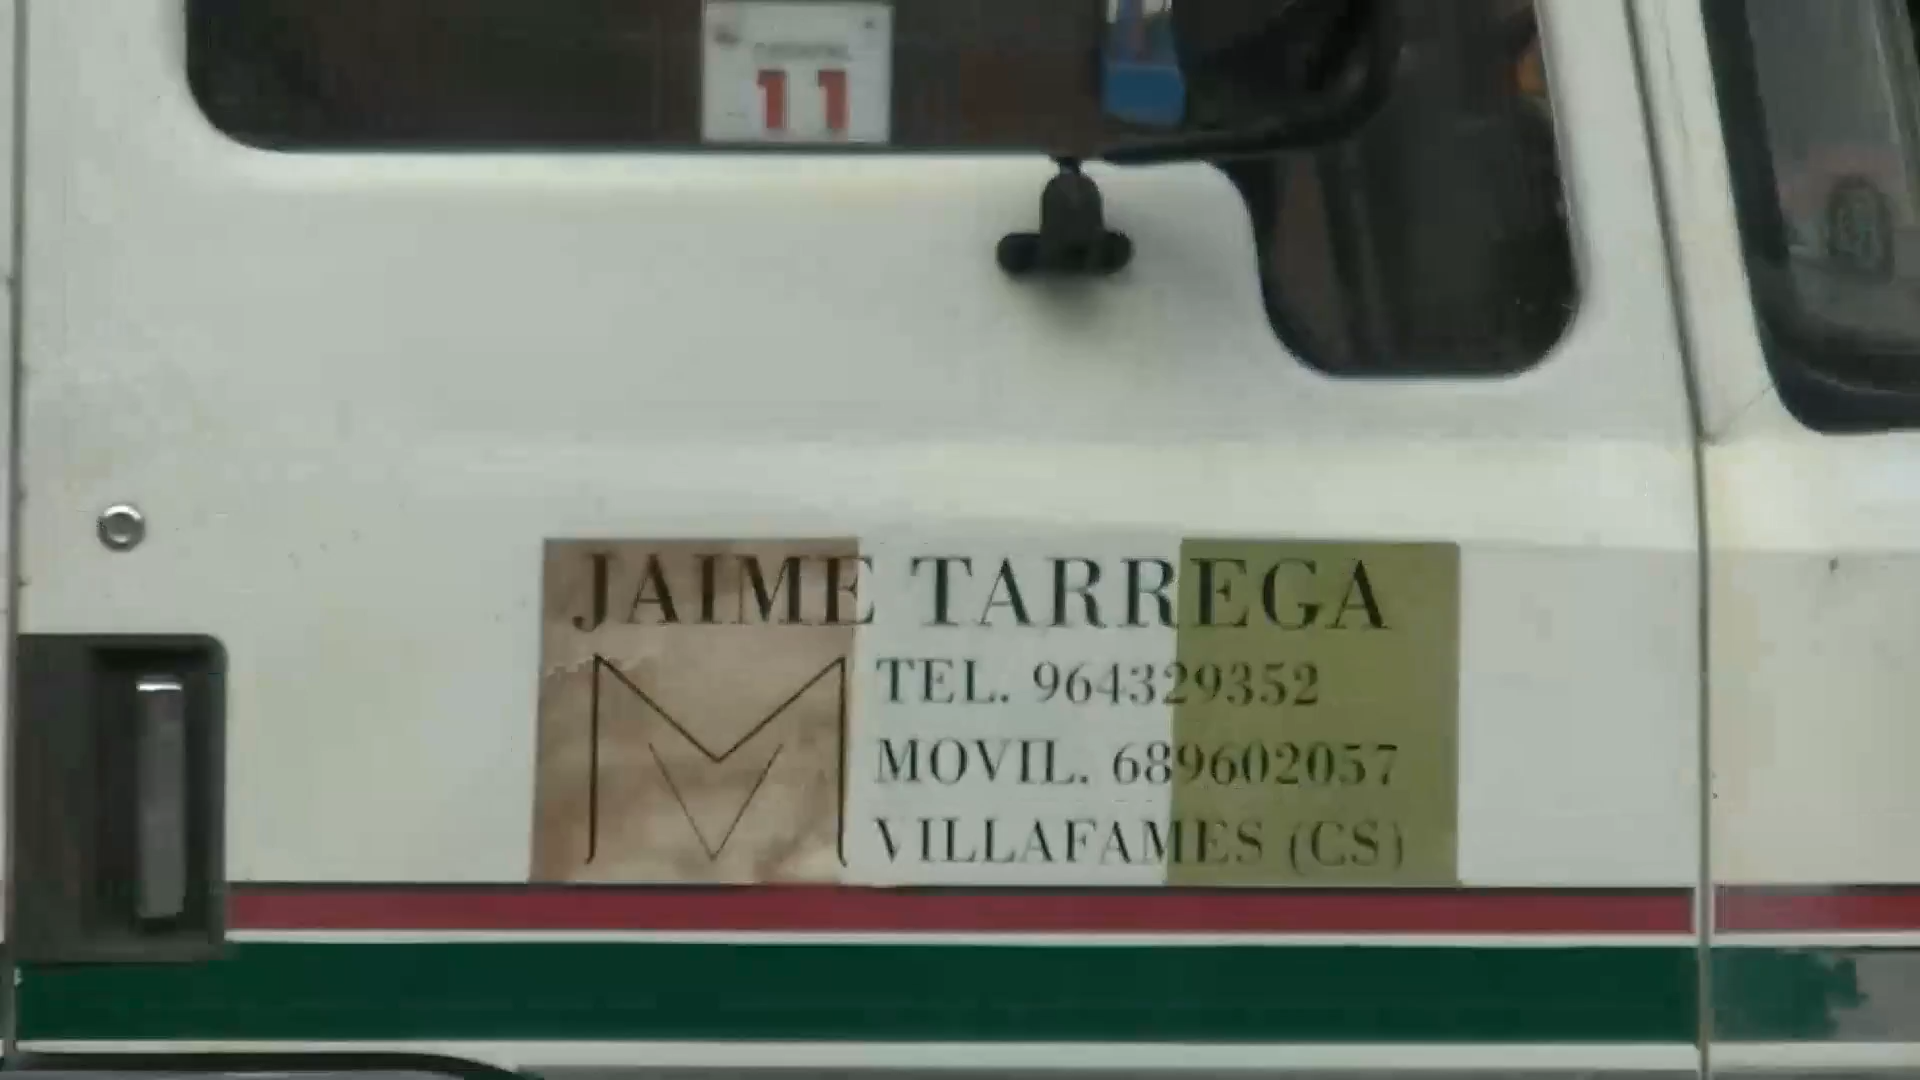 11
JAIME TARREGA
TEL. 964329352
MOVIL. 689602057
VILLAFAMES (CS)